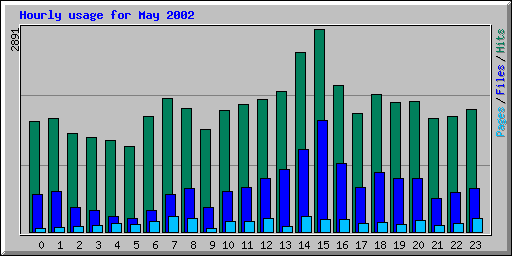 Hourly usage for May 2002
2891
Pages/Files/Hits
0 1 2 3 4 5 6 7 8 9 10 11 12 13 14 15 16 17 18 19 20 21 22 23